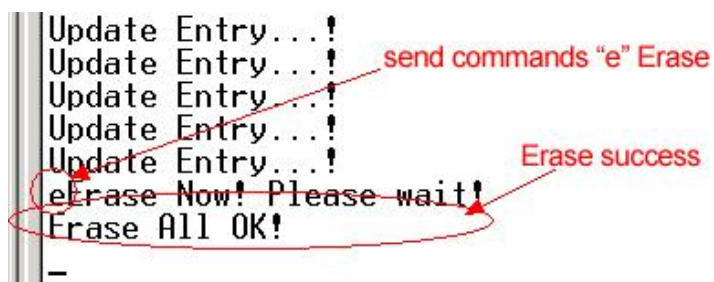 Update Entry...!
Update Entry...!
send commands “e” Erase
Update Entry...!
Update Entry...!
Update Entry...!
Erase success
eErase Now! Please wait!
Erase All OK!
_